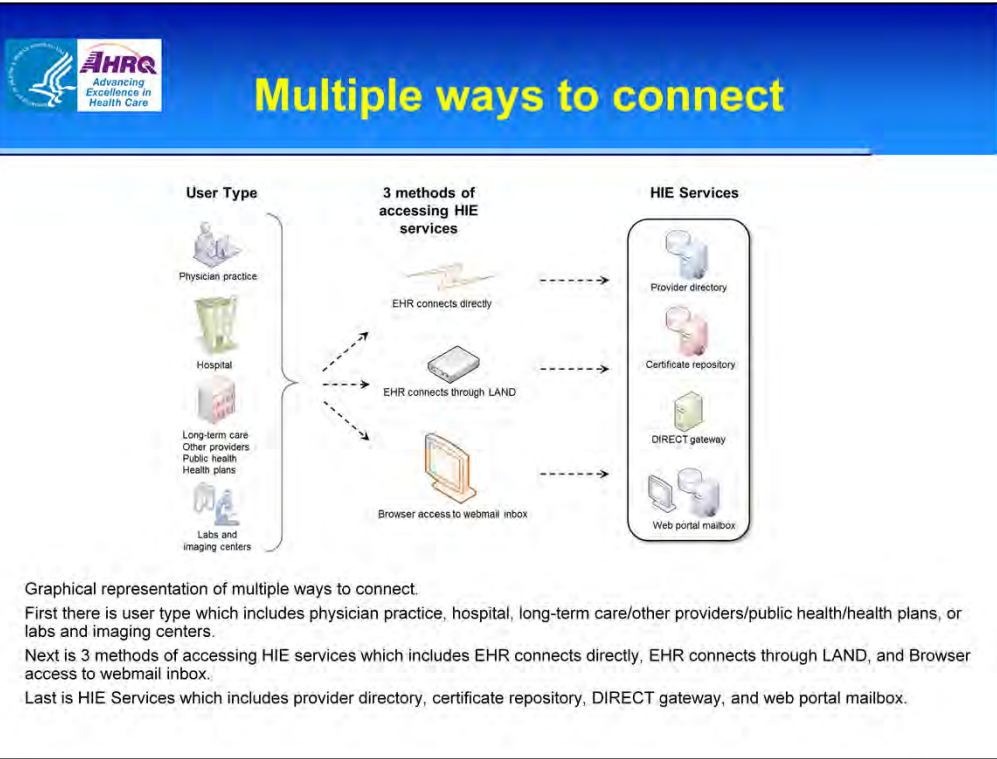 AHRQ
Advancing
Excellence in
Health Care
Multiple ways to connect
User Type
3 methods of
accessing HIE
services
HIE Services
Physician practice
Hospital
Long-term care
Other providers
Public health
Health plans
Labs and
imaging centers
EHR connects directly
EHR connects through LAND
Browser access to webmail inbox
Provider directory
Certificate repository
DIRECT gateway
Web portal mailbox
Graphical representation of multiple ways to connect.
First there is user type which includes physician practice, hospital, long-term care/other providers/public health/health plans, or
labs and imaging centers.
Next is 3 methods of accessing HIE services which includes EHR connects directly, EHR connects through LAND, and Browser
access to webmail inbox.
Last is HIE Services which includes provider directory, certificate repository, DIRECT gateway, and web portal mailbox.